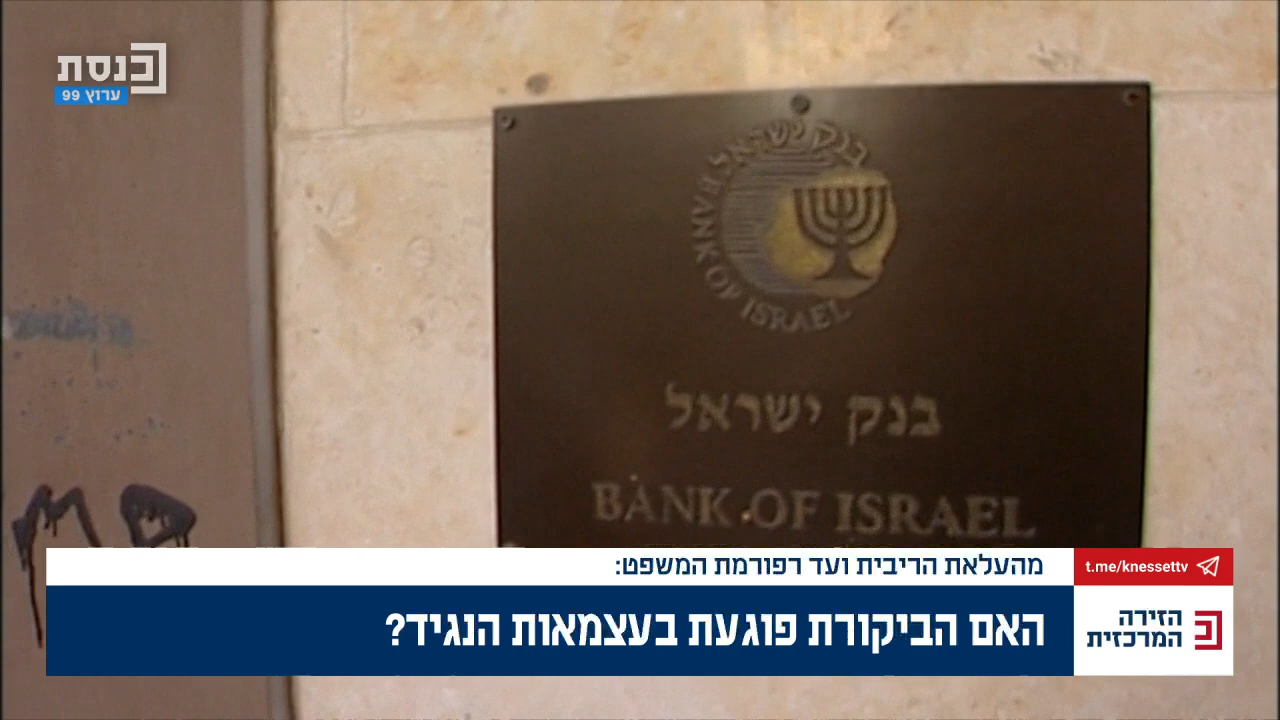 כנסת
ערוץ 99
בנק ישראל BANK OF ISRAEL
בנק ישראל
BANK OF ISRAEL
מהעלאת הריבית ועד רפורמת המשפט:
t.me/knessettv
האם הביקורת פוגעת בעצמאות הנגיד?
הזירה
המרכזית